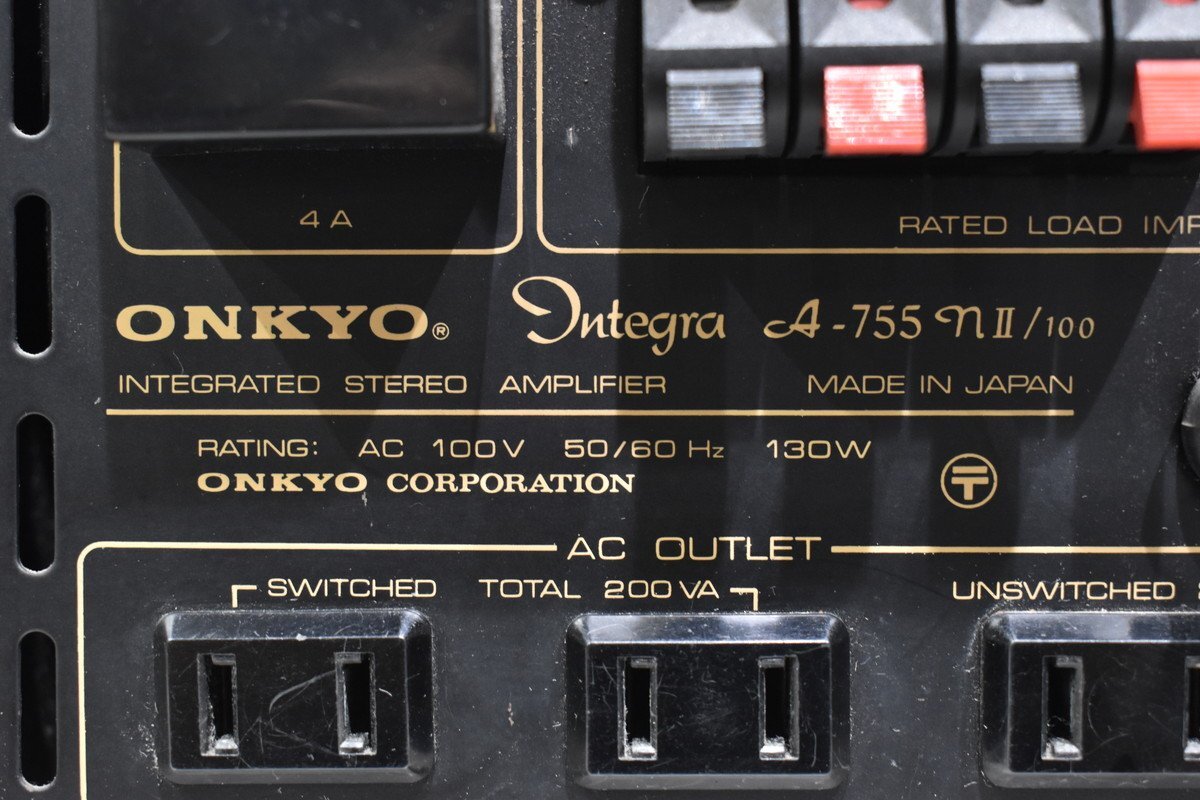 4 A
RATED LOAD IMP
ONKYO® Integra A-755 NII/100
INTEGRATED STEREO AMPLIFIER MADE IN JAPAN
RATING: AC 100V 50/60 Hz 130W
ONKYO CORPORATION
AC OUTLET
SWITCHED TOTAL 200 VA
UNSWITCHED